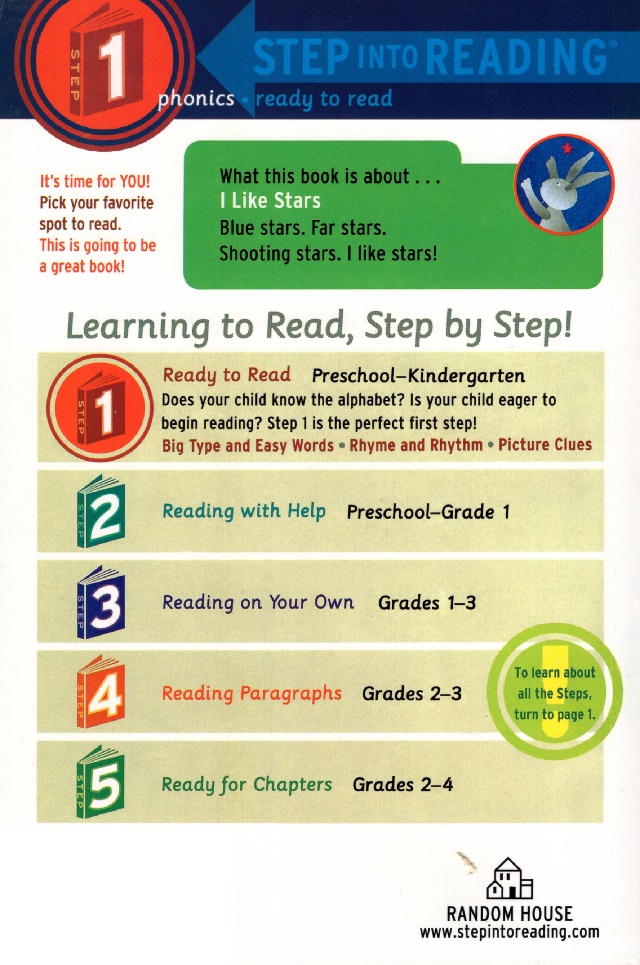 STEP
1
STEP INTO READING®
phonics • ready to read
It's time for YOU!
Pick your favorite
spot to read.
This is going to be
a great book!
What this book is about . . .
I Like Stars
Blue stars. Far stars.
Shooting stars. I like stars!
Learning to Read, Step by Step!
STEP 1
Ready to Read Preschool–Kindergarten
Does your child know the alphabet? Is your child eager to
begin reading? Step 1 is the perfect first step!
Big Type and Easy Words • Rhyme and Rhythm • Picture Clues
STEP 2
Reading with Help Preschool–Grade 1
STEP 3
Reading on Your Own Grades 1–3
STEP 4
Reading Paragraphs Grades 2–3
To learn about
all the Steps,
turn to page 1.
STEP 5
Ready for Chapters Grades 2–4
RANDOM HOUSE
www.stepintoreading.com